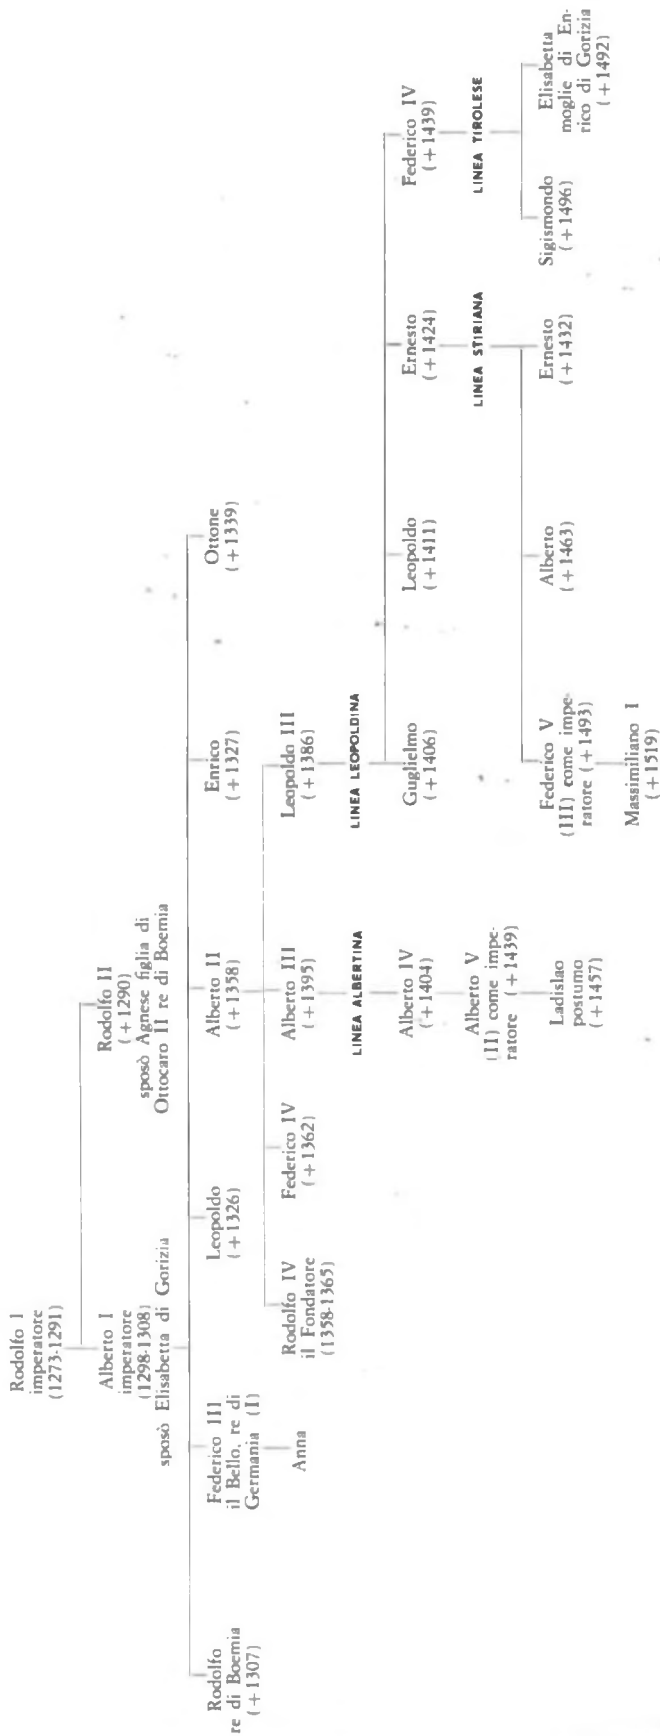 Rodolfo I
imperatore
(1273-1291)
Alberto I
imperatore
(1298-1308)
sposò Elisabetta di Gorizia
Rodolfo II
(+1290)
sposò Agnese figlia di
Ottocaro II re di Boemia
Rodolfo
re di Boemia
(+1307)
Federico III
il Bello, re di
Germania (I)
Leopoldo
(+1326)
Alberto II
(+1358)
Enrico
(+1327)
Ottone
(+1339)
Anna
Rodolfo IV
il Fondatore
(1358-1365)
Federico IV
(+1362)
Alberto III
(+1395)
Leopoldo III
(+1386)
LINEA ALBERTINA
LINEA LEOPOLDINA
Alberto IV
(+1404)
Guglielmo
(+1406)
Leopoldo
(+1411)
Ernesto
(+1424)
Federico IV
(+1439)
Alberto V
(II) come impe-
ratore (+1439)
LINEA STIRIANA
LINEA TIROLESE
Ladislao
postumo
(+1457)
Federico V
(III) come impe-
ratore (+1493)
Alberto
(+1463)
Ernesto
(+1432)
Sigismondo
(+1496)
Elisabetta
moglie di En-
rico di Gorizia
(+1492)
Massimiliano I
(+1519)